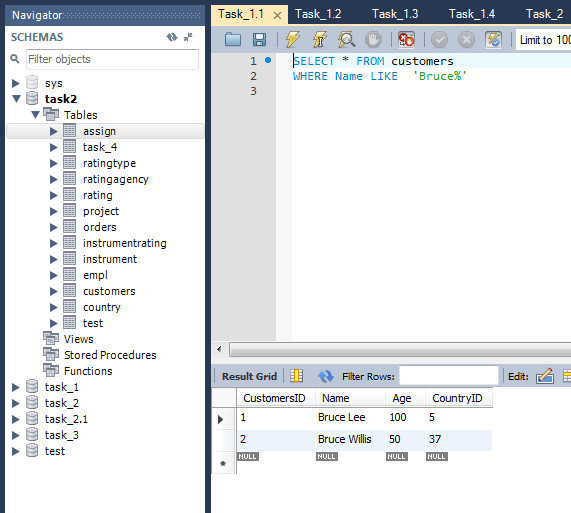 Navigator
SCHEMAS
Filter objects
sys
task2
Tables
assign
task_4
ratingtype
ratingagency
rating
project
orders
instrumentrating
instrument
empl
customers
country
test
Views
Stored Procedures
Functions
task_1
task_2
task_2.1
task_3
test
Task_1.1 Task_1.2 Task_1.3 Task_1.4 Task_2
Limit to 100
1 SELECT * FROM customers
2 WHERE Name LIKE  'Bruce%'
3
Result Grid Filter Rows: Edit:
CustomersID Name Age CountryID
1 Bruce Lee 100 5
2 Bruce Willis 50 37
NULL NULL NULL NULL